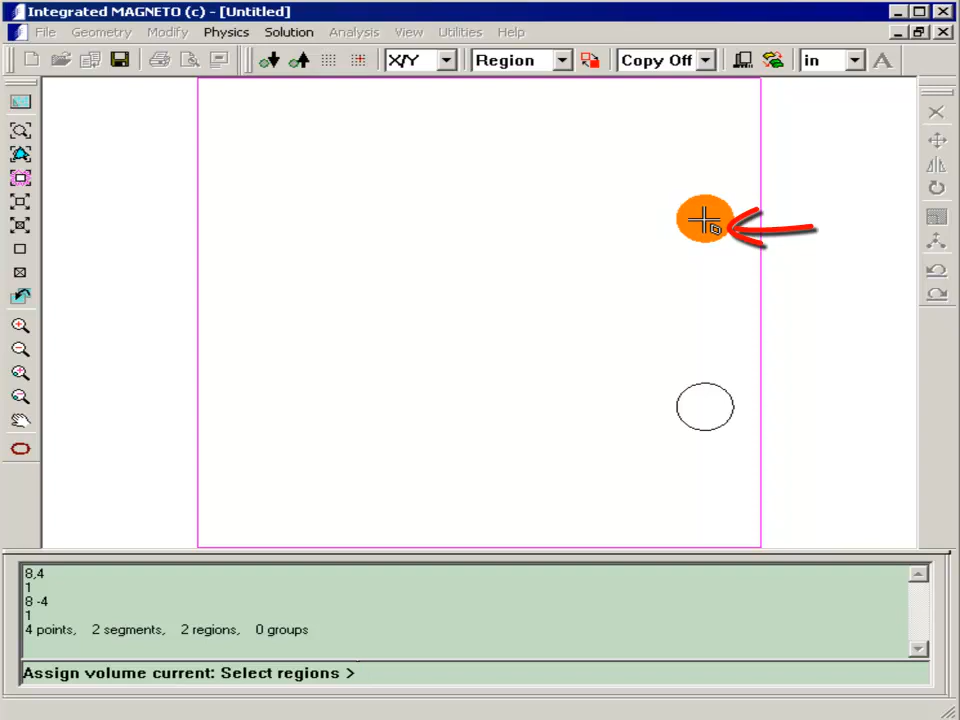 Integrated MAGNETO (c) - [Untitled]
File Geometry Modify Physics Solution Analysis View Utilities Help
X/Y Region Copy Off in A
8,4
1
8 -4
1
4 points, 2 segments, 2 regions, 0 groups
Assign volume current: Select regions >